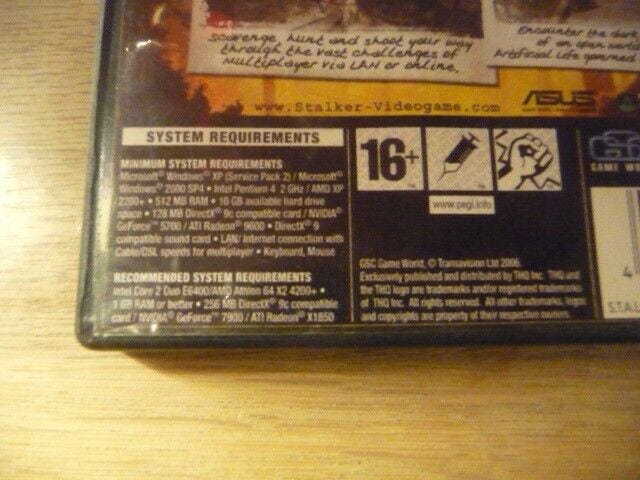 Scavenge, hunt and shoot your way
through the vast challenges of
multiplayer via LAN or online.
Encounter the dark
of an open world
Artificial Life governed
www.Stalker-Videogame.com
ASUS
SYSTEM REQUIREMENTS
MINIMUM SYSTEM REQUIREMENTS
Microsoft® Windows® XP (Service Pack 2) / Microsoft®
Windows® 2000 SP4 • Intel Pentium 4 2 GHz / AMD XP
2200+ • 512 MB RAM • 10 GB available hard drive
space • 128 MB DirectX® 9c compatible card / NVIDIA®
GeForce™ 5700 / ATI Radeon® 9600 • DirectX® 9
compatible sound card • LAN/ Internet connection with
Cable/DSL speeds for multiplayer • Keyboard, Mouse
RECOMMENDED SYSTEM REQUIREMENTS
Intel Core 2 Duo E6400/AMD Athlon 64 X2 4200+ •
1 GB RAM or better • 256 MB DirectX® 9c compatible
card / NVIDIA® GeForce™ 7900 / ATI Radeon® X1850
16+
www.pegi.info
GSC Game World, © Transavision Ltd 2006.
Exclusively published and distributed by THQ Inc. THQ and
the THQ logo are trademarks and/or registered trademarks
of THQ Inc. All rights reserved. All other trademarks, logos
and copyrights are property of their respective owners.
GAME WO
4
S.T.A.L